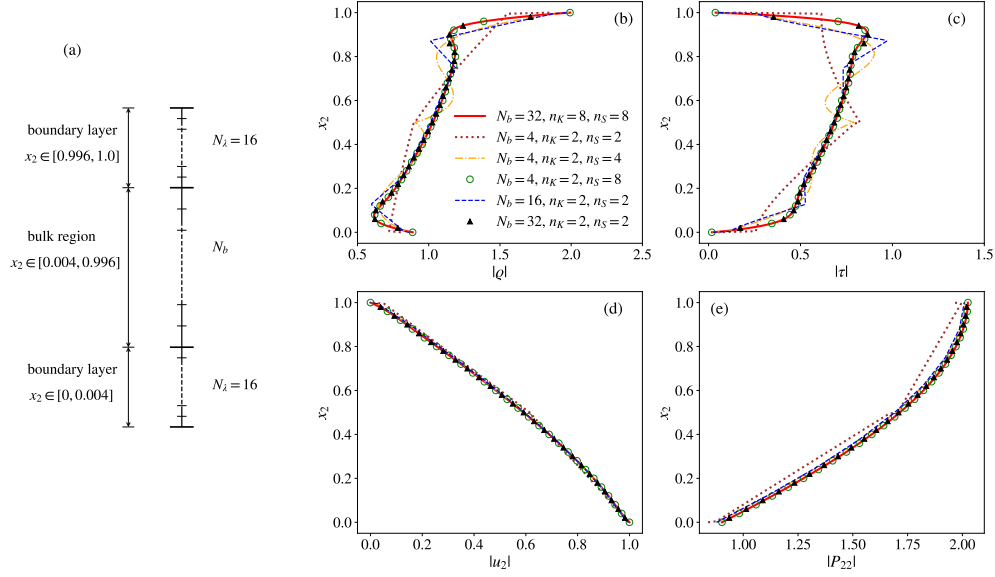 (a)
boundary layer
x₂ ∈ [0.996, 1.0]
N_λ = 16
bulk region
x₂ ∈ [0.004, 0.996]
N_b
boundary layer
x₂ ∈ [0, 0.004]
N_λ = 16
(b)
x₂
1.0
0.8
0.6
0.4
0.2
0.0
0.5 1.0 1.5 2.0 2.5
|ϱ|
N_b = 32, n_K = 8, n_S = 8
N_b = 4, n_K = 2, n_S = 2
N_b = 4, n_K = 2, n_S = 4
N_b = 4, n_K = 2, n_S = 8
N_b = 16, n_K = 2, n_S = 2
N_b = 32, n_K = 2, n_S = 2
(c)
x₂
1.0
0.8
0.6
0.4
0.2
0.0
0.0 0.5 1.0 1.5
|τ|
(d)
x₂
1.0
0.8
0.6
0.4
0.2
0.0
0.0 0.2 0.4 0.6 0.8 1.0
|u₂|
(e)
x₂
1.0
0.8
0.6
0.4
0.2
0.0
1.00 1.25 1.50 1.75 2.00
|P₂₂|